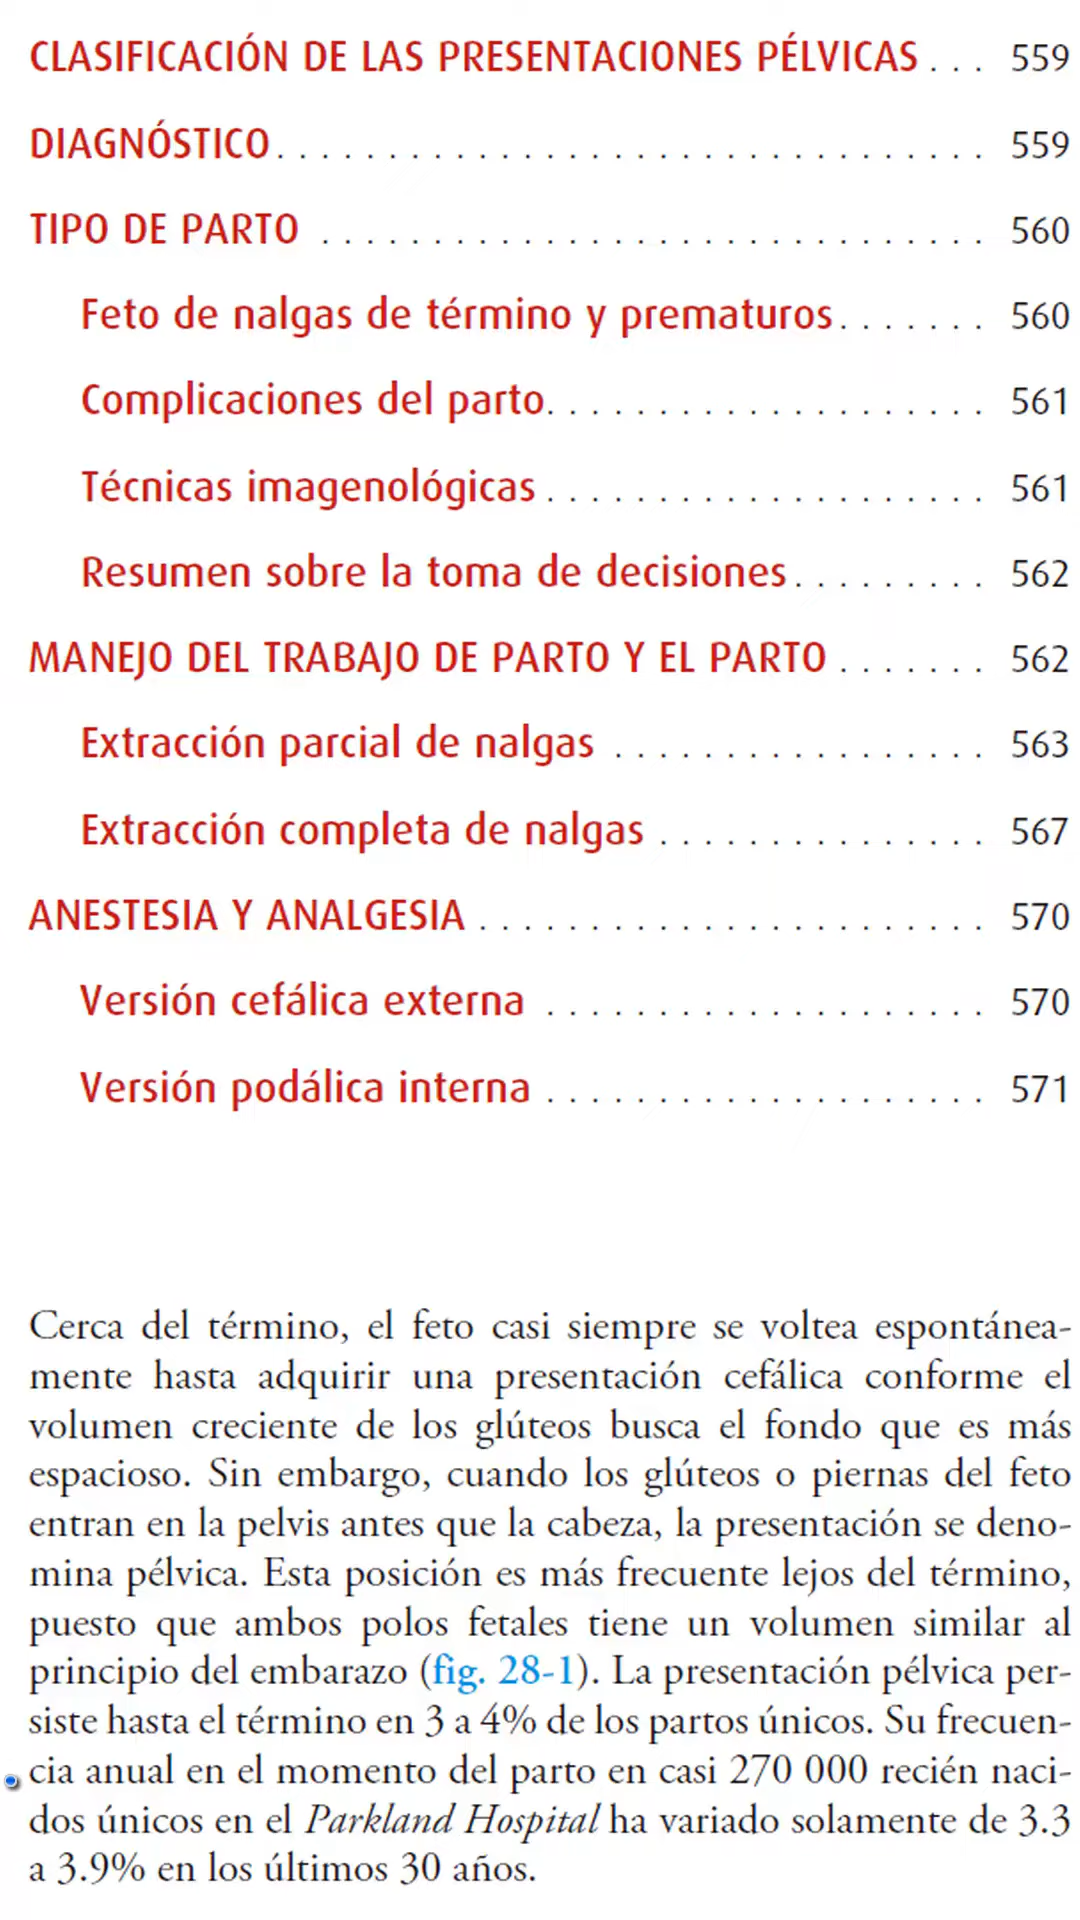 CLASIFICACIÓN DE LAS PRESENTACIONES PÉLVICAS . . . 559
DIAGNÓSTICO. . . . . . . . . . . . . . . . . . . . . . . . . . . . . . . . 559
TIPO DE PARTO . . . . . . . . . . . . . . . . . . . . . . . . . . . . . . 560
Feto de nalgas de término y prematuros. . . . . . . 560
Complicaciones del parto. . . . . . . . . . . . . . . . . . . . 561
Técnicas imagenológicas . . . . . . . . . . . . . . . . . . . . 561
Resumen sobre la toma de decisiones. . . . . . . . . 562
MANEJO DEL TRABAJO DE PARTO Y EL PARTO . . . . . . . 562
Extracción parcial de nalgas . . . . . . . . . . . . . . . . . 563
Extracción completa de nalgas . . . . . . . . . . . . . . . 567
ANESTESIA Y ANALGESIA . . . . . . . . . . . . . . . . . . . . . . . 570
Versión cefálica externa . . . . . . . . . . . . . . . . . . . . 570
Versión podálica interna . . . . . . . . . . . . . . . . . . . . 571
Cerca del término, el feto casi siempre se voltea espontánea-
mente hasta adquirir una presentación cefálica conforme el
volumen creciente de los glúteos busca el fondo que es más
espacioso. Sin embargo, cuando los glúteos o piernas del feto
entran en la pelvis antes que la cabeza, la presentación se deno-
mina pélvica. Esta posición es más frecuente lejos del término,
puesto que ambos polos fetales tiene un volumen similar al
principio del embarazo (fig. 28-1). La presentación pélvica per-
siste hasta el término en 3 a 4% de los partos únicos. Su frecuen-
cia anual en el momento del parto en casi 270 000 recién naci-
dos únicos en el Parkland Hospital ha variado solamente de 3.3
a 3.9% en los últimos 30 años.